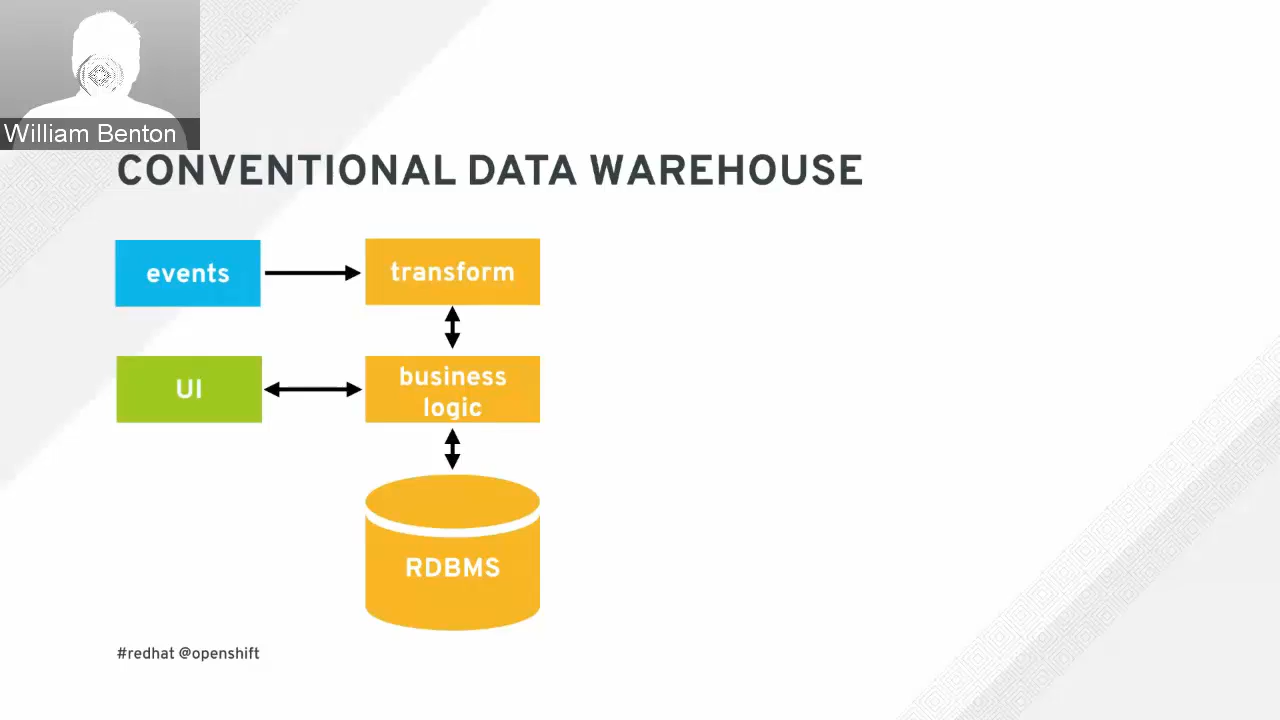 William Benton
CONVENTIONAL DATA WAREHOUSE
events
transform
UI
business
logic
RDBMS
#redhat @openshift